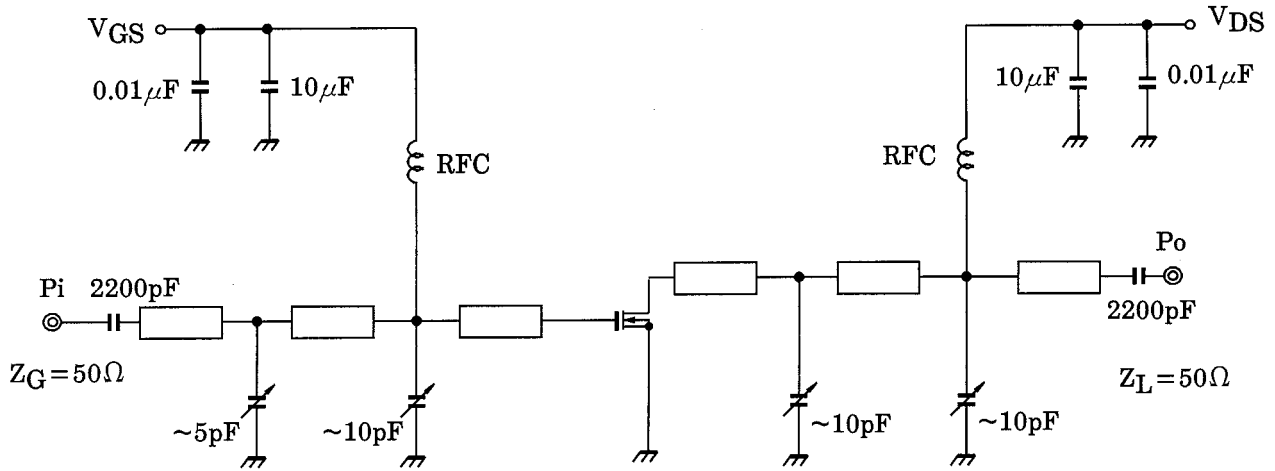 VGS
VDS
0.01μF
10μF
10μF
0.01μF
RFC
RFC
Pi
2200pF
Po
2200pF
ZG=50Ω
ZL=50Ω
~5pF
~10pF
~10pF
~10pF